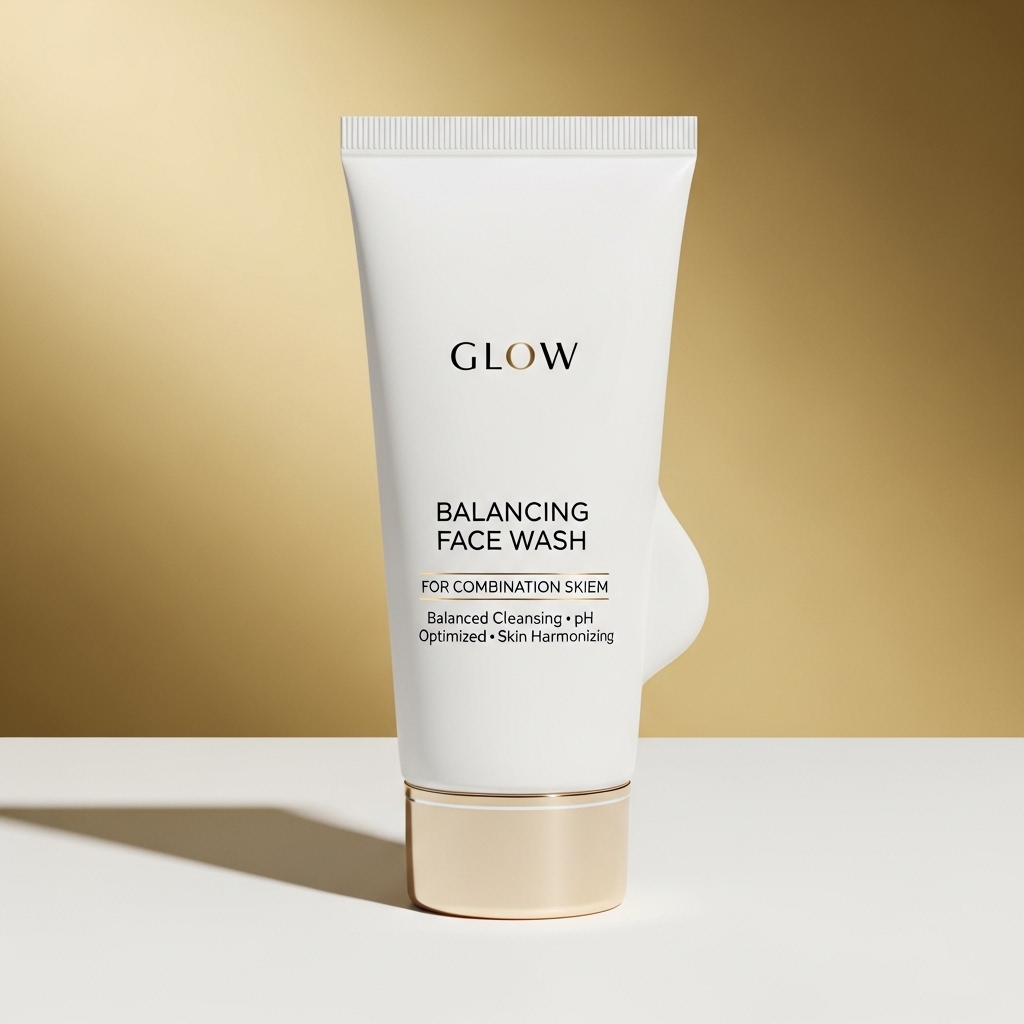 GLOW
BALANCING
FACE WASH
FOR COMBINATION SKIEM
Balanced Cleansing • pH
Optimized • Skin Harmonizing